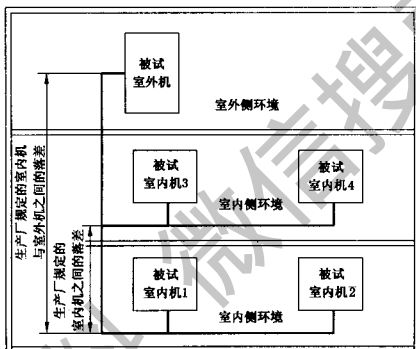 被试
室外机
室外侧环境
生产厂规定的室内机
与室外机之间的落差
被试
室内机3
被试
室内机4
室内侧环境
生产厂规定的
室内机之间的落差
被试
室内机1
被试
室内机2
室内侧环境
微信搜